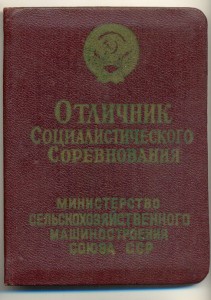 Отличник
Социалистического
Соревнования
МИНИСТЕРСТВО
СЕЛЬСКОХОЗЯЙСТВЕННОГО
МАШИНОСТРОЕНИЯ
СОЮЗА ССР